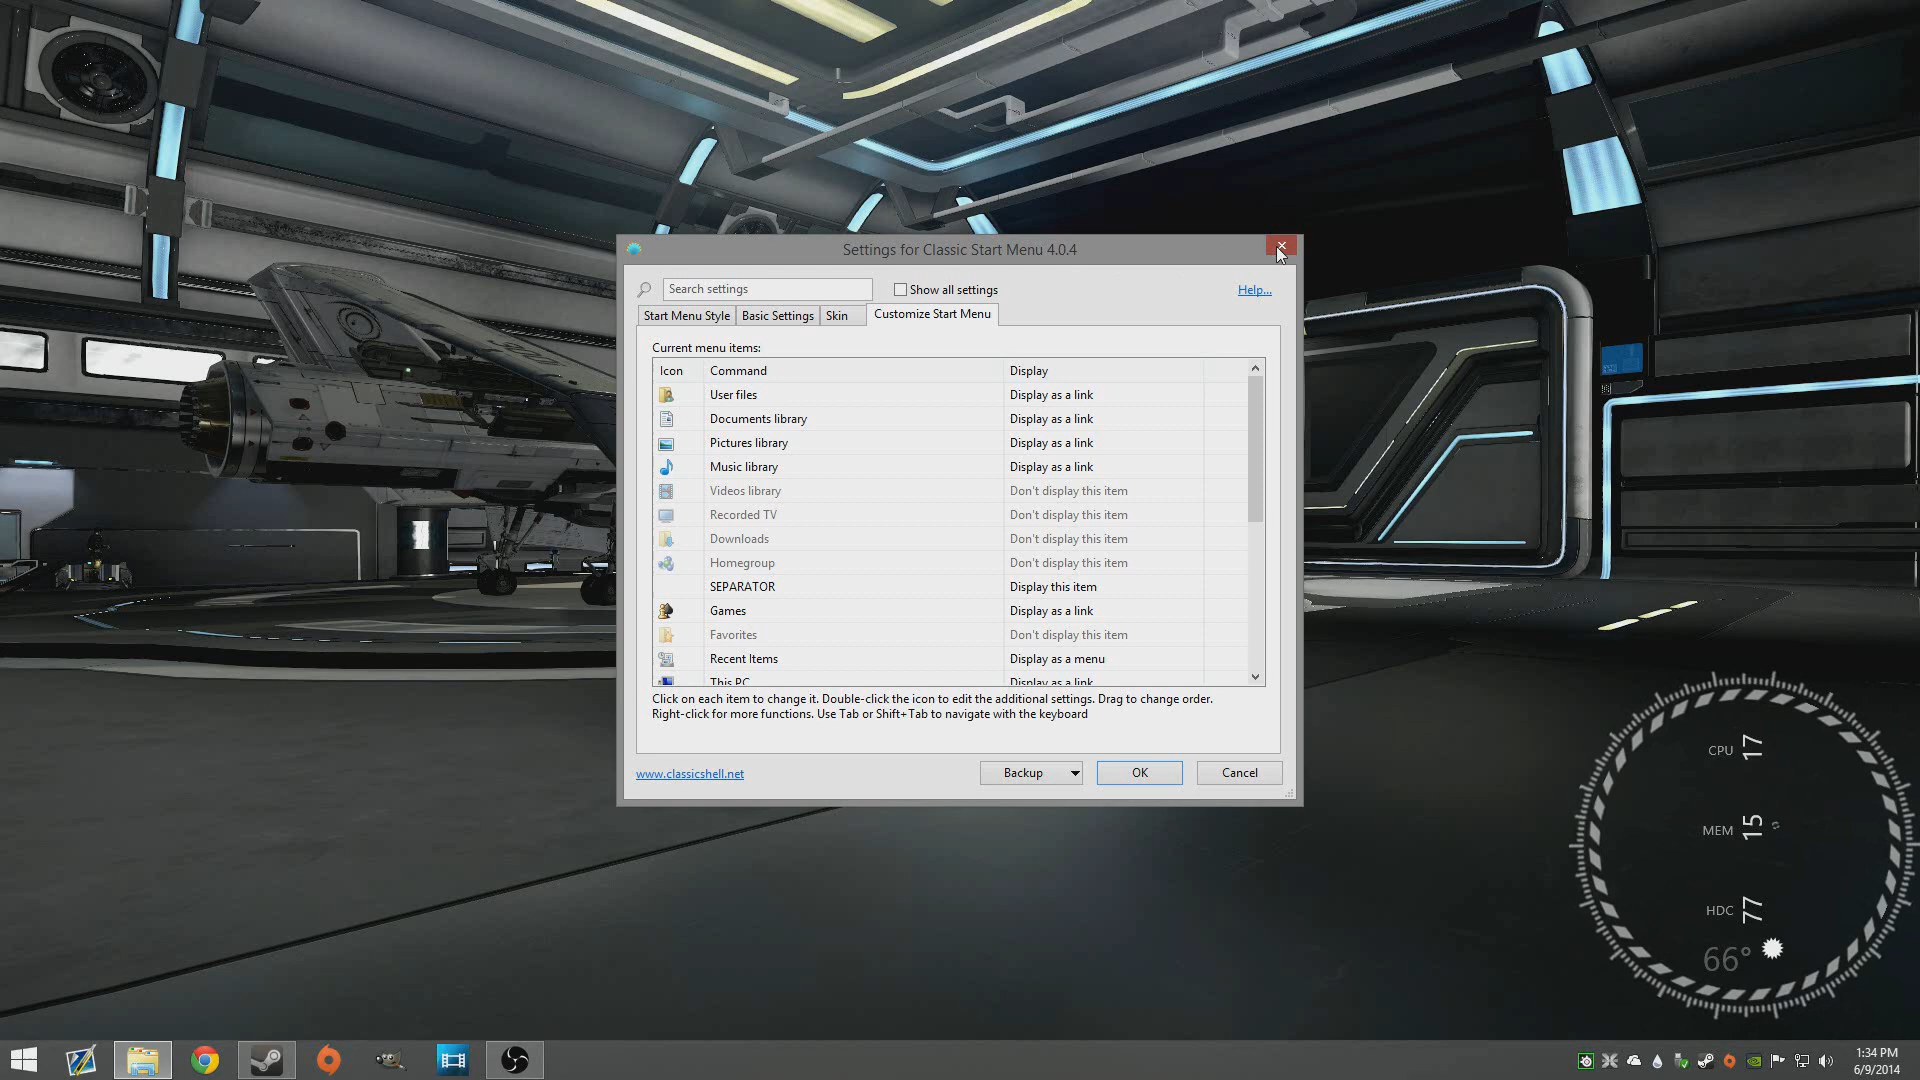 Settings for Classic Start Menu 4.0.4
Search settings
Show all settings
Help...
Start Menu Style
Basic Settings
Skin
Customize Start Menu
Current menu items:
Icon Command Display
User files Display as a link
Documents library Display as a link
Pictures library Display as a link
Music library Display as a link
Videos library Don't display this item
Recorded TV Don't display this item
Downloads Don't display this item
Homegroup Don't display this item
SEPARATOR Display this item
Games Display as a link
Favorites Don't display this item
Recent Items Display as a menu
This PC Display as a link
Click on each item to change it. Double-click the icon to edit the additional settings. Drag to change order.
Right-click for more functions. Use Tab or Shift+Tab to navigate with the keyboard
www.classicshell.net
Backup
OK
Cancel
CPU 17
MEM 15
HDC 77
66°
1:34 PM
6/9/2014